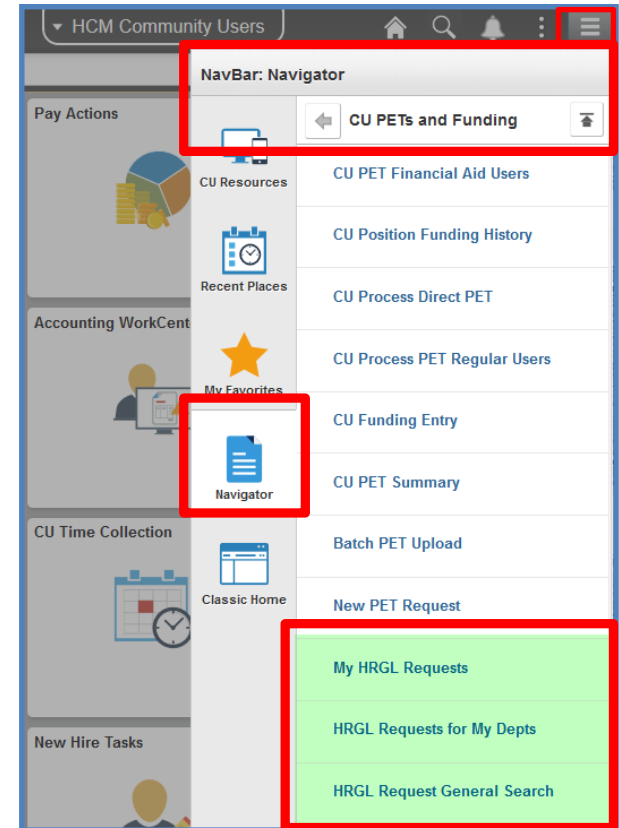 HCM Community Users
NavBar: Navigator
Pay Actions
CU PETs and Funding
CU Resources
CU PET Financial Aid Users
CU Position Funding History
Recent Places
CU Process Direct PET
Accounting WorkCent
CU Process PET Regular Users
My Favorites
CU Funding Entry
Navigator
CU PET Summary
CU Time Collection
Batch PET Upload
Classic Home
New PET Request
My HRGL Requests
HRGL Requests for My Depts
New Hire Tasks
HRGL Request General Search